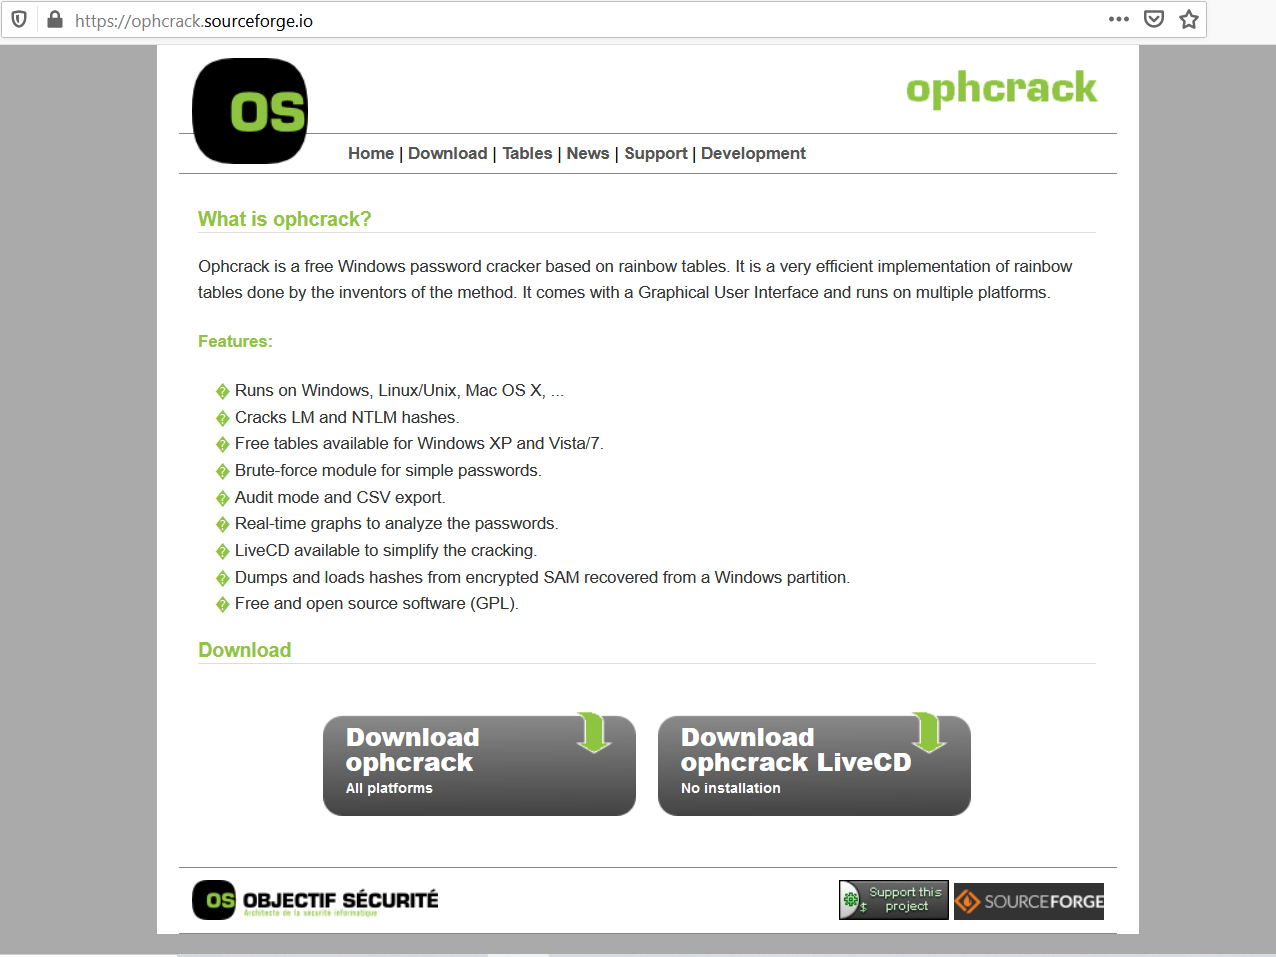 https://ophcrack.sourceforge.io
OS
ophcrack
Home | Download | Tables | News | Support | Development
What is ophcrack?
Ophcrack is a free Windows password cracker based on rainbow tables. It is a very efficient implementation of rainbow
tables done by the inventors of the method. It comes with a Graphical User Interface and runs on multiple platforms.
Features:
� Runs on Windows, Linux/Unix, Mac OS X, ...
� Cracks LM and NTLM hashes.
� Free tables available for Windows XP and Vista/7.
� Brute-force module for simple passwords.
� Audit mode and CSV export.
� Real-time graphs to analyze the passwords.
� LiveCD available to simplify the cracking.
� Dumps and loads hashes from encrypted SAM recovered from a Windows partition.
� Free and open source software (GPL).
Download
Download
ophcrack
All platforms
Download
ophcrack LiveCD
No installation
OS OBJECTIF SÉCURITÉ
Architecte de la sécurité informatique
$ Support this
project
SOURCEFORGE